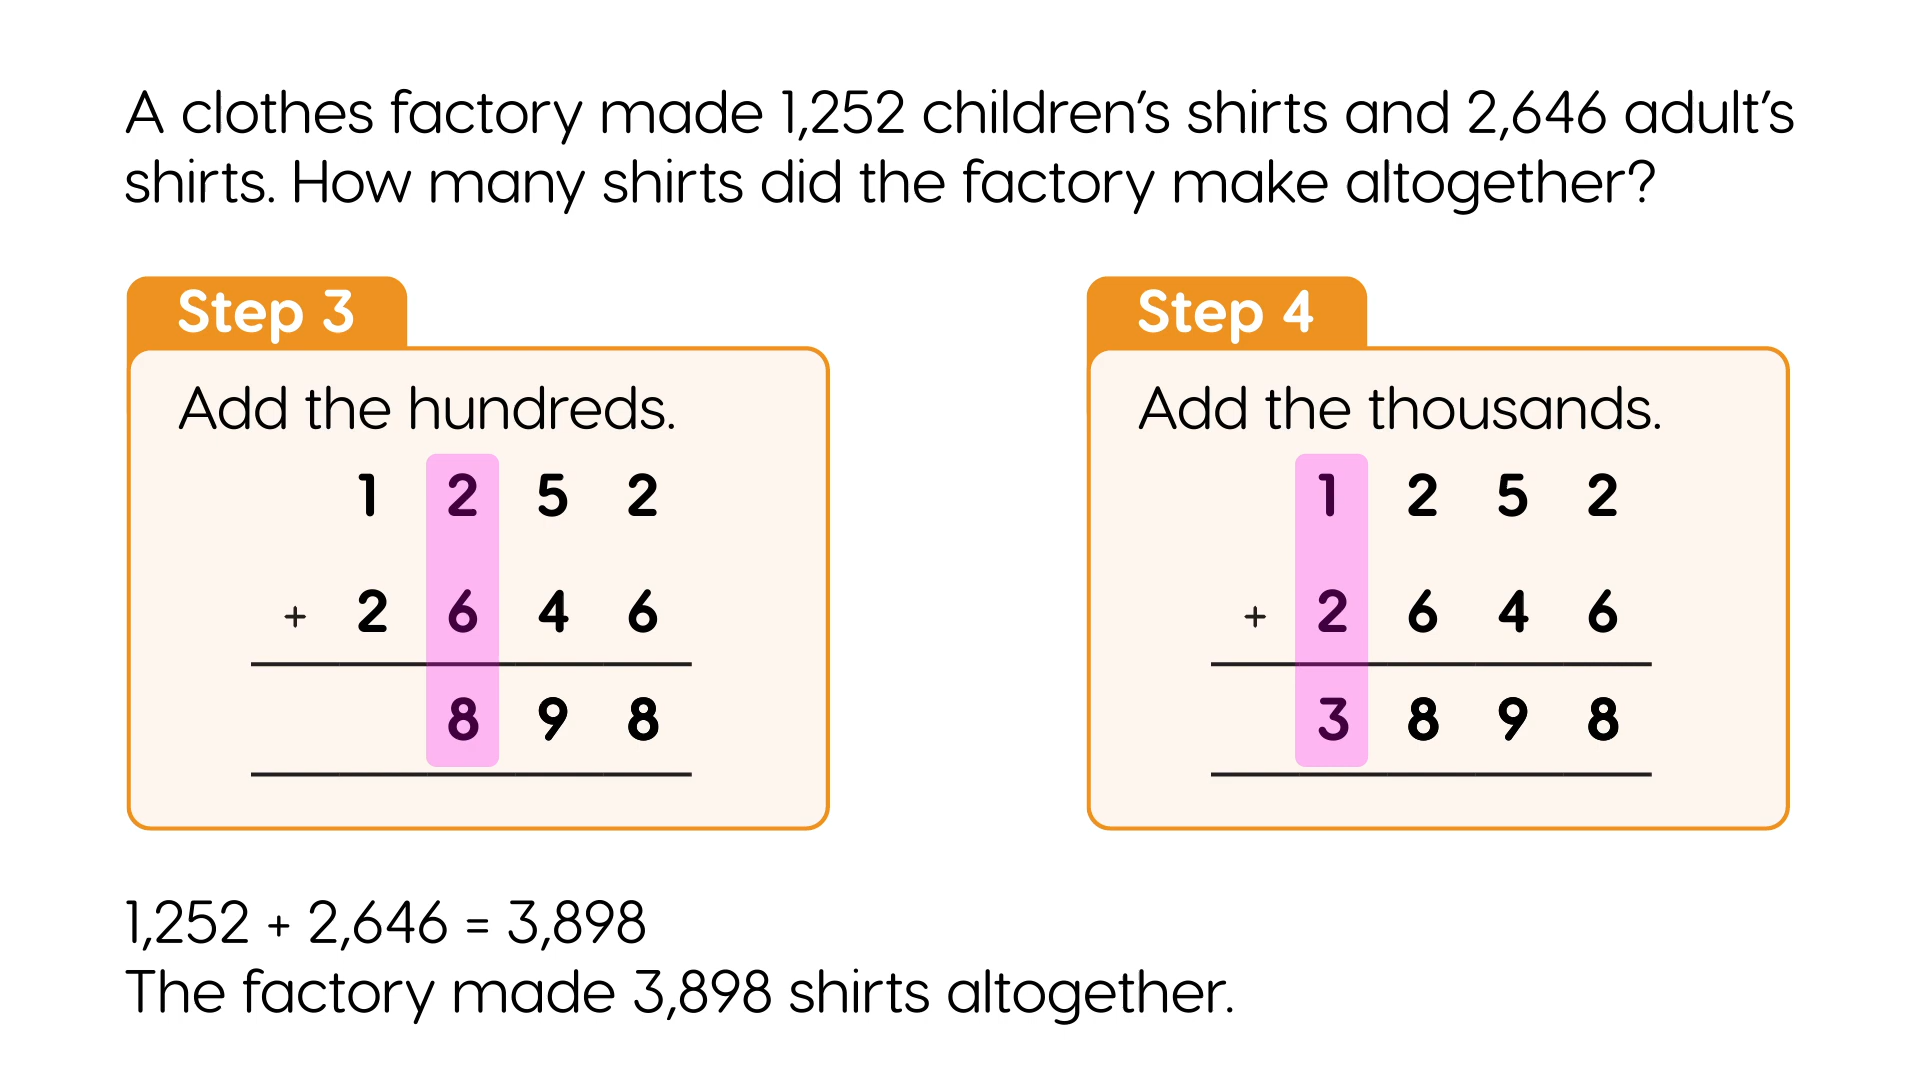 A clothes factory made 1,252 children’s shirts and 2,646 adult’s
shirts. How many shirts did the factory make altogether?
Step 3
Add the hundreds.
1 2 5 2
+ 2 6 4 6
8 9 8
Step 4
Add the thousands.
1 2 5 2
+ 2 6 4 6
3 8 9 8
1,252 + 2,646 = 3,898
The factory made 3,898 shirts altogether.